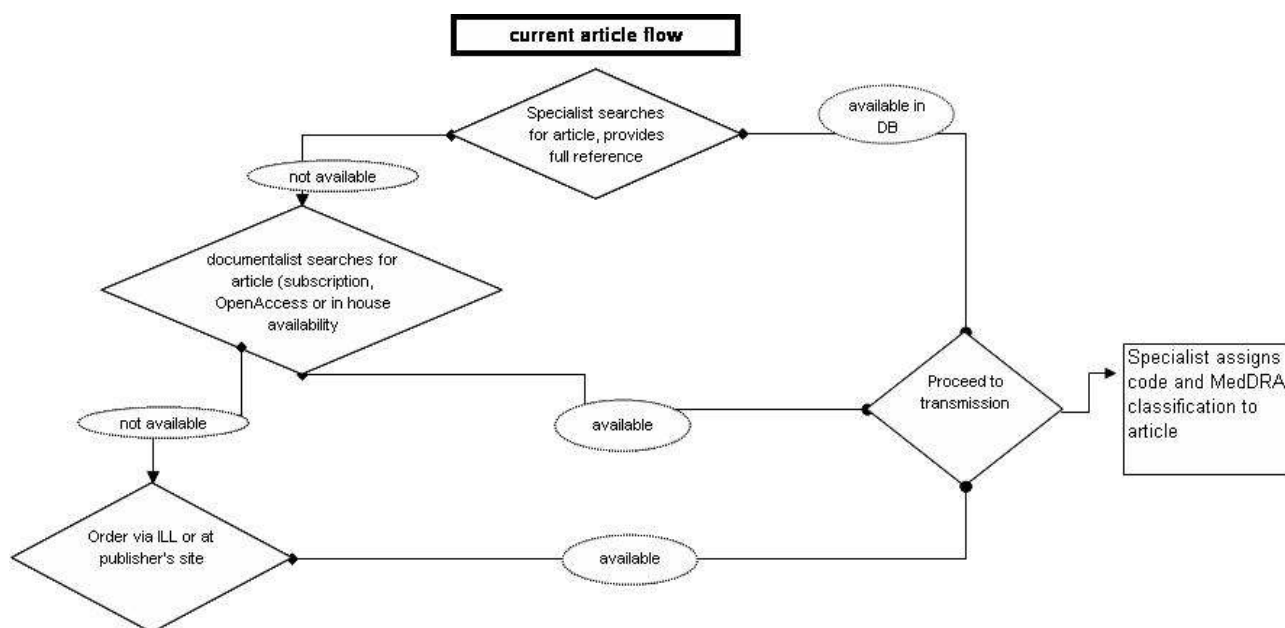 current article flow
Specialist searches
for article, provides
full reference
available in
DB
not available
documentalist searches for
article (subscription,
OpenAccess or in house
availability
Proceed to
transmission
Specialist assigns
code and MedDRA
classification to
article
not available
available
Order via ILL or at
publisher's site
available